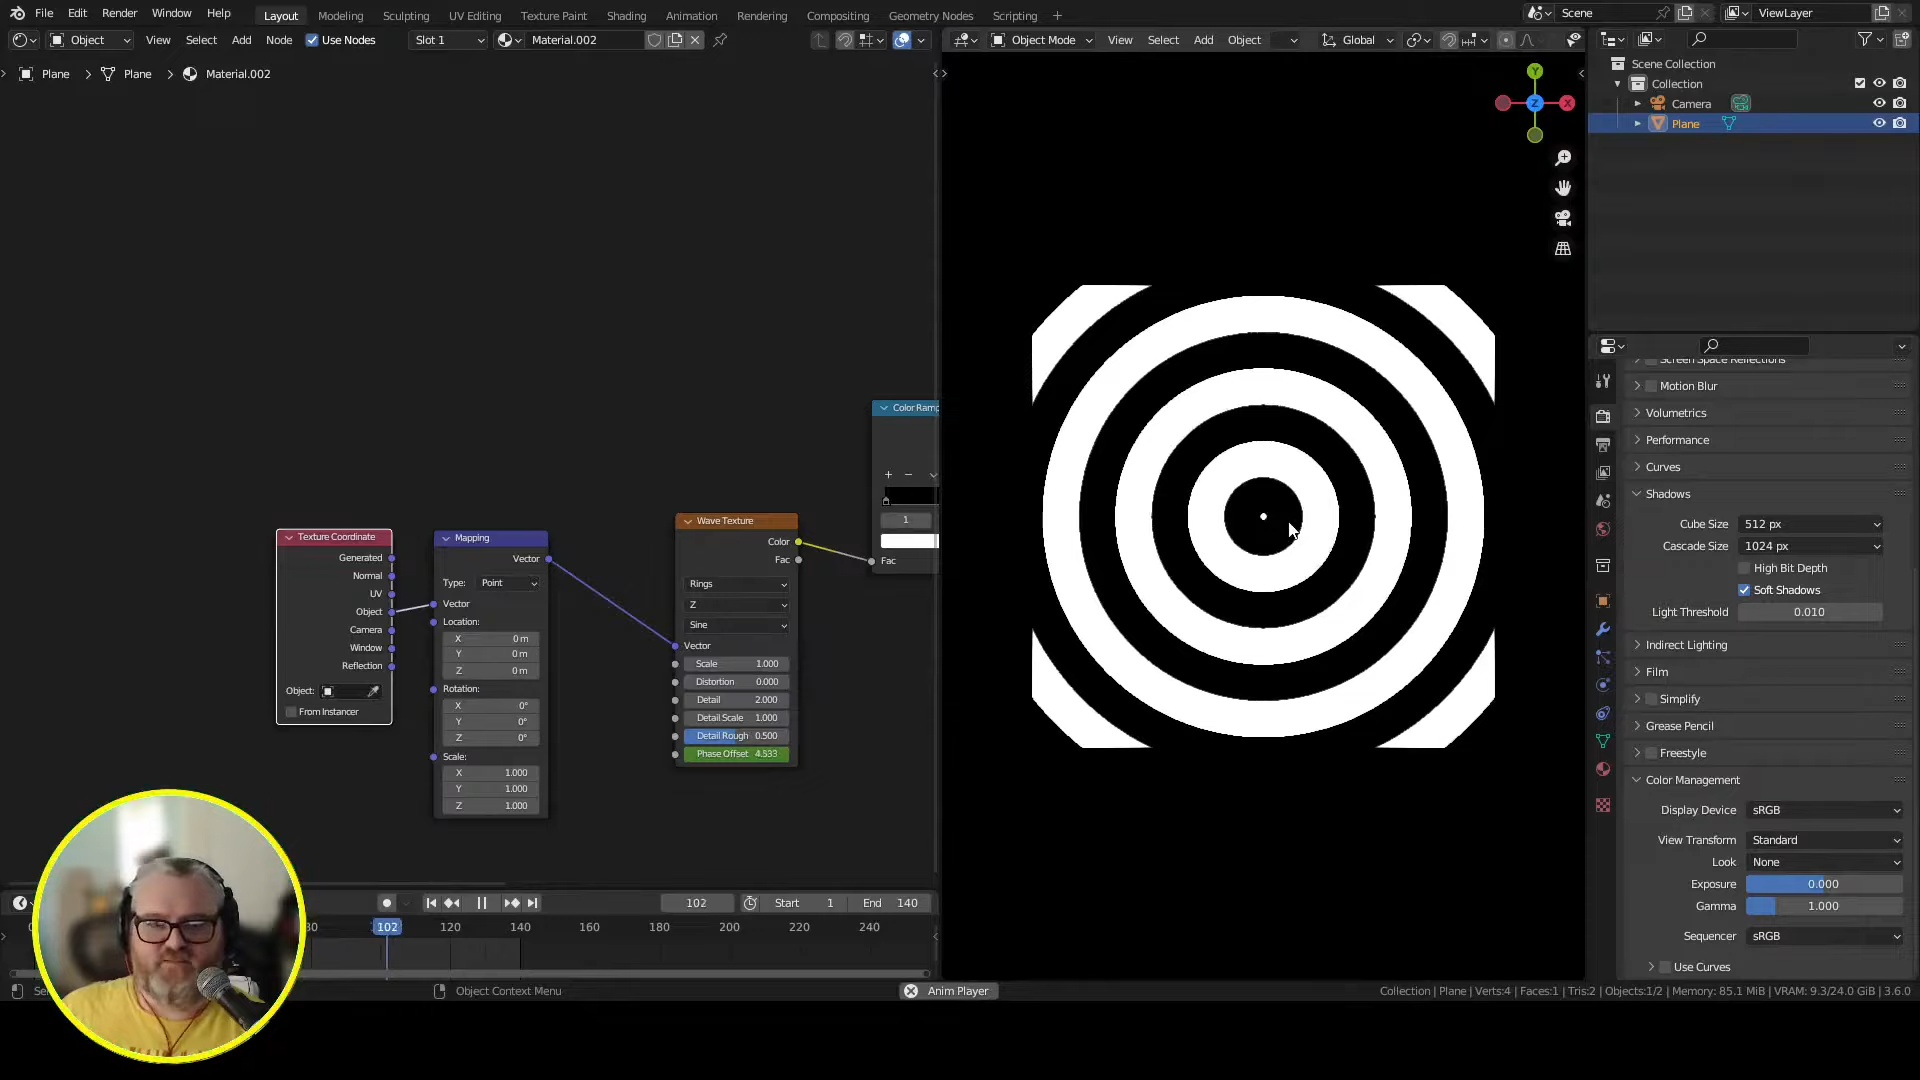 File Edit Render Window Help Layout Modeling Sculpting UV Editing Texture Paint Shading Animation Rendering Compositing Geometry Nodes Scripting + Scene ViewLayer
Object View Select Add Node Use Nodes Slot 1 Material.002 Object Mode View Select Add Object Global
Plane Plane Material.002
Scene Collection
Collection
Camera
Plane
Y
X
Z
Screen Space Reflections
Motion Blur
Volumetrics
Performance
Curves
Shadows
Cube Size 512 px
Cascade Size 1024 px
High Bit Depth
Soft Shadows
Light Threshold 0.010
Indirect Lighting
Film
Simplify
Grease Pencil
Freestyle
Color Management
Display Device sRGB
View Transform Standard
Look None
Exposure 0.000
Gamma 1.000
Sequencer sRGB
Use Curves
Texture Coordinate
Generated
Normal
UV
Object
Camera
Window
Reflection
Object:
From Instancer
Mapping
Vector
Type: Point
Vector
Location:
X 0 m
Y 0 m
Z 0 m
Rotation:
X 0°
Y 0°
Z 0°
Scale:
X 1.000
Y 1.000
Z 1.000
Wave Texture
Color
Fac
Rings
Z
Sine
Vector
Scale 1.000
Distortion 0.000
Detail 2.000
Detail Scale 1.000
Detail Rough 0.500
Phase Offset 4.533
Color Ramp
+ −
1
Fac
102 Start 1 End 140
80 102 120 140 160 180 200 220 240
Object Context Menu Anim Player Collection | Plane | Verts:4 | Faces:1 | Tris:2 | Objects:1/2 | Memory: 85.1 MiB | VRAM: 9.3/24.0 GiB | 3.6.0